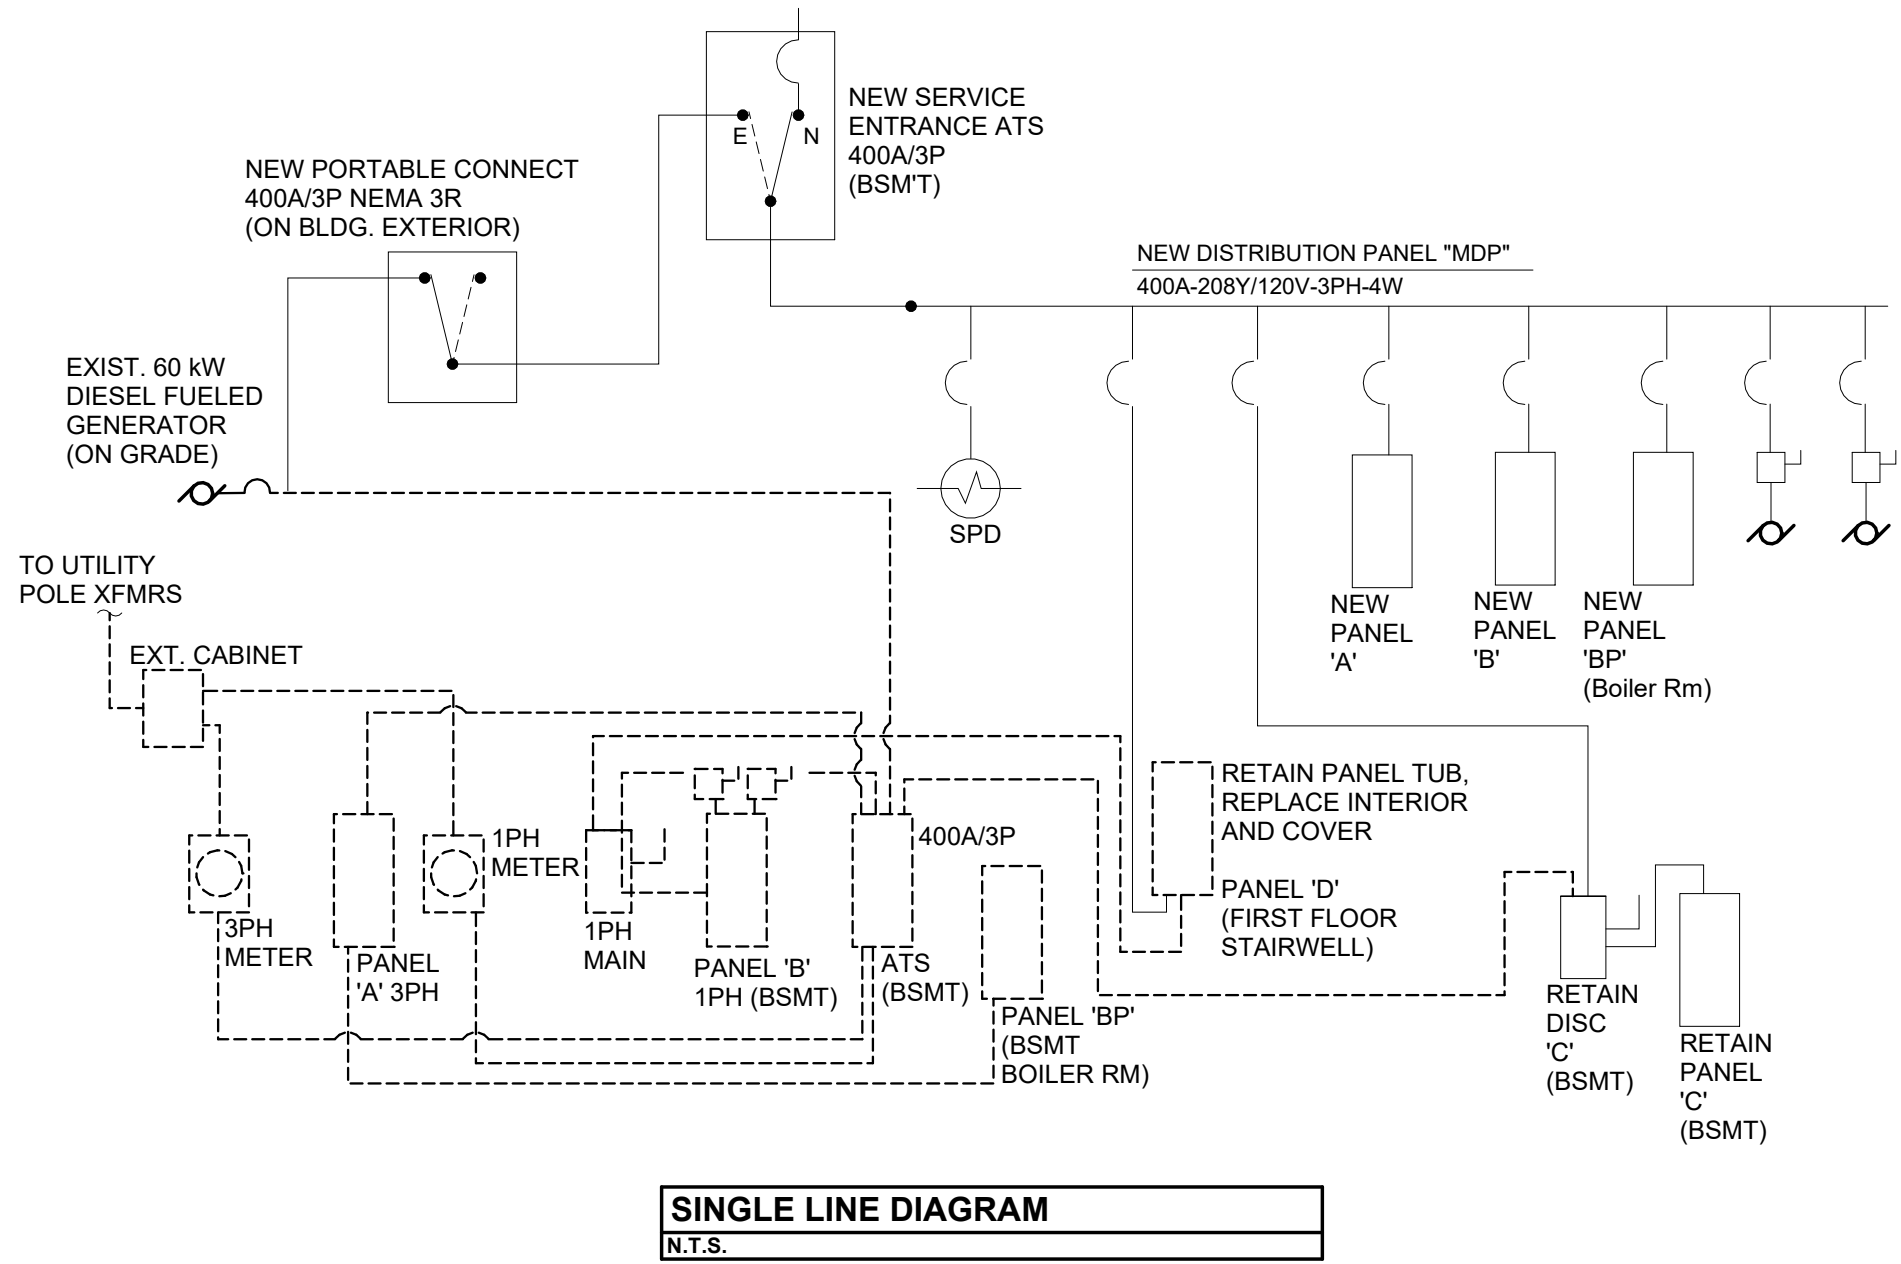 NEW SERVICE
ENTRANCE ATS
400A/3P
(BSM'T)
E
N
NEW PORTABLE CONNECT
400A/3P NEMA 3R
(ON BLDG. EXTERIOR)
NEW DISTRIBUTION PANEL "MDP"
400A-208Y/120V-3PH-4W
EXIST. 60 kW
DIESEL FUELED
GENERATOR
(ON GRADE)
SPD
TO UTILITY
POLE XFMRS
NEW
PANEL
'A'
NEW
PANEL
'B'
NEW
PANEL
'BP'
(Boiler Rm)
EXT. CABINET
RETAIN PANEL TUB,
REPLACE INTERIOR
AND COVER
PANEL 'D'
(FIRST FLOOR
STAIRWELL)
1PH
METER
400A/3P
3PH
METER
PANEL
'A' 3PH
1PH
MAIN
PANEL 'B'
1PH (BSMT)
ATS
(BSMT)
PANEL 'BP'
(BSMT
BOILER RM)
RETAIN
DISC
'C'
(BSMT)
RETAIN
PANEL
'C'
(BSMT)
SINGLE LINE DIAGRAM
N.T.S.